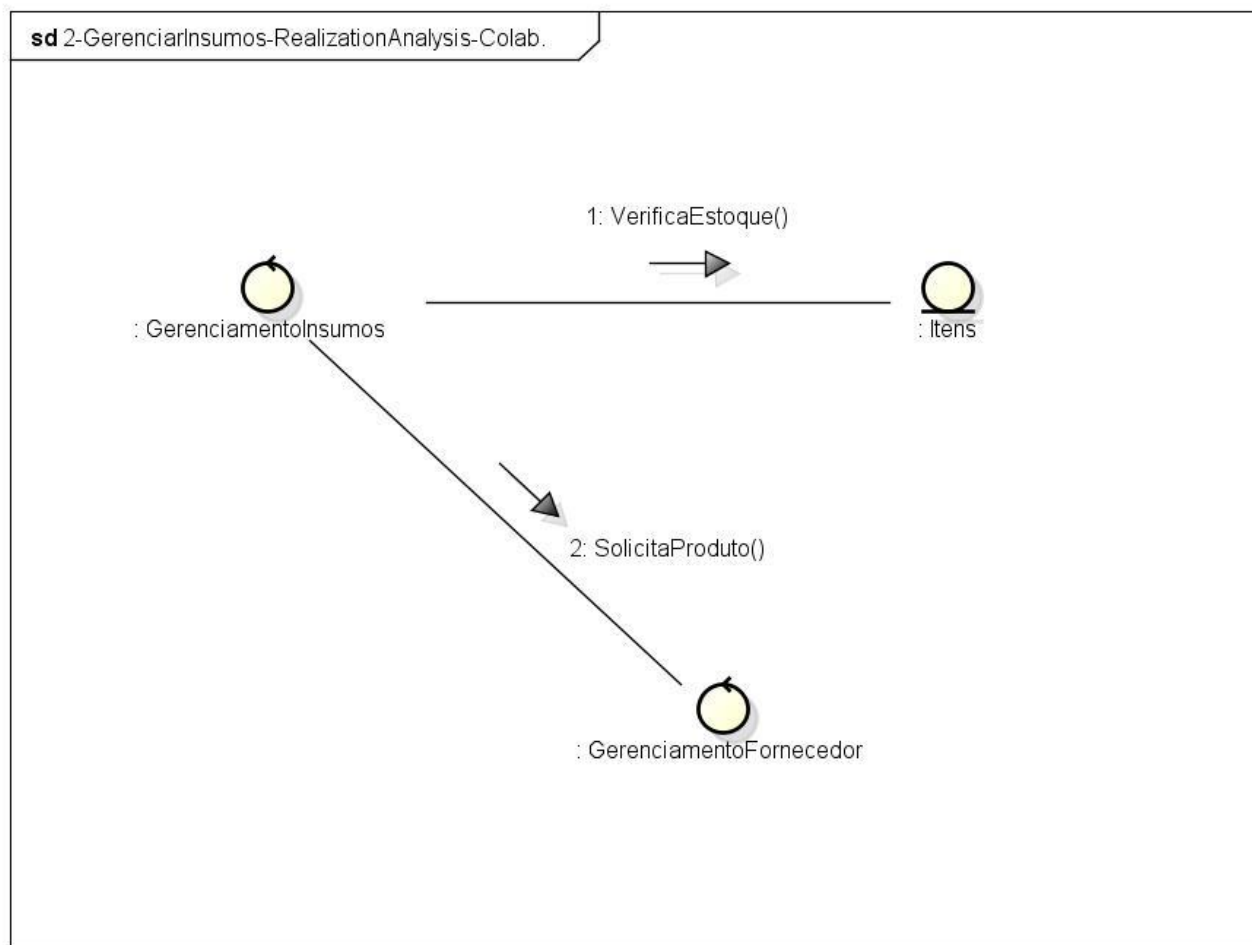 sd 2-GerenciarInsumos-RealizationAnalysis-Colab.
1: VerificaEstoque()
: GerenciamentoInsumos
: Itens
2: SolicitaProduto()
: GerenciamentoFornecedor